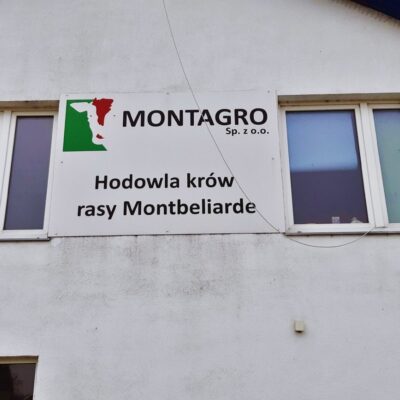 MONTAGRO
Sp. z o.o.
Hodowla krów
rasy Montbeliarde